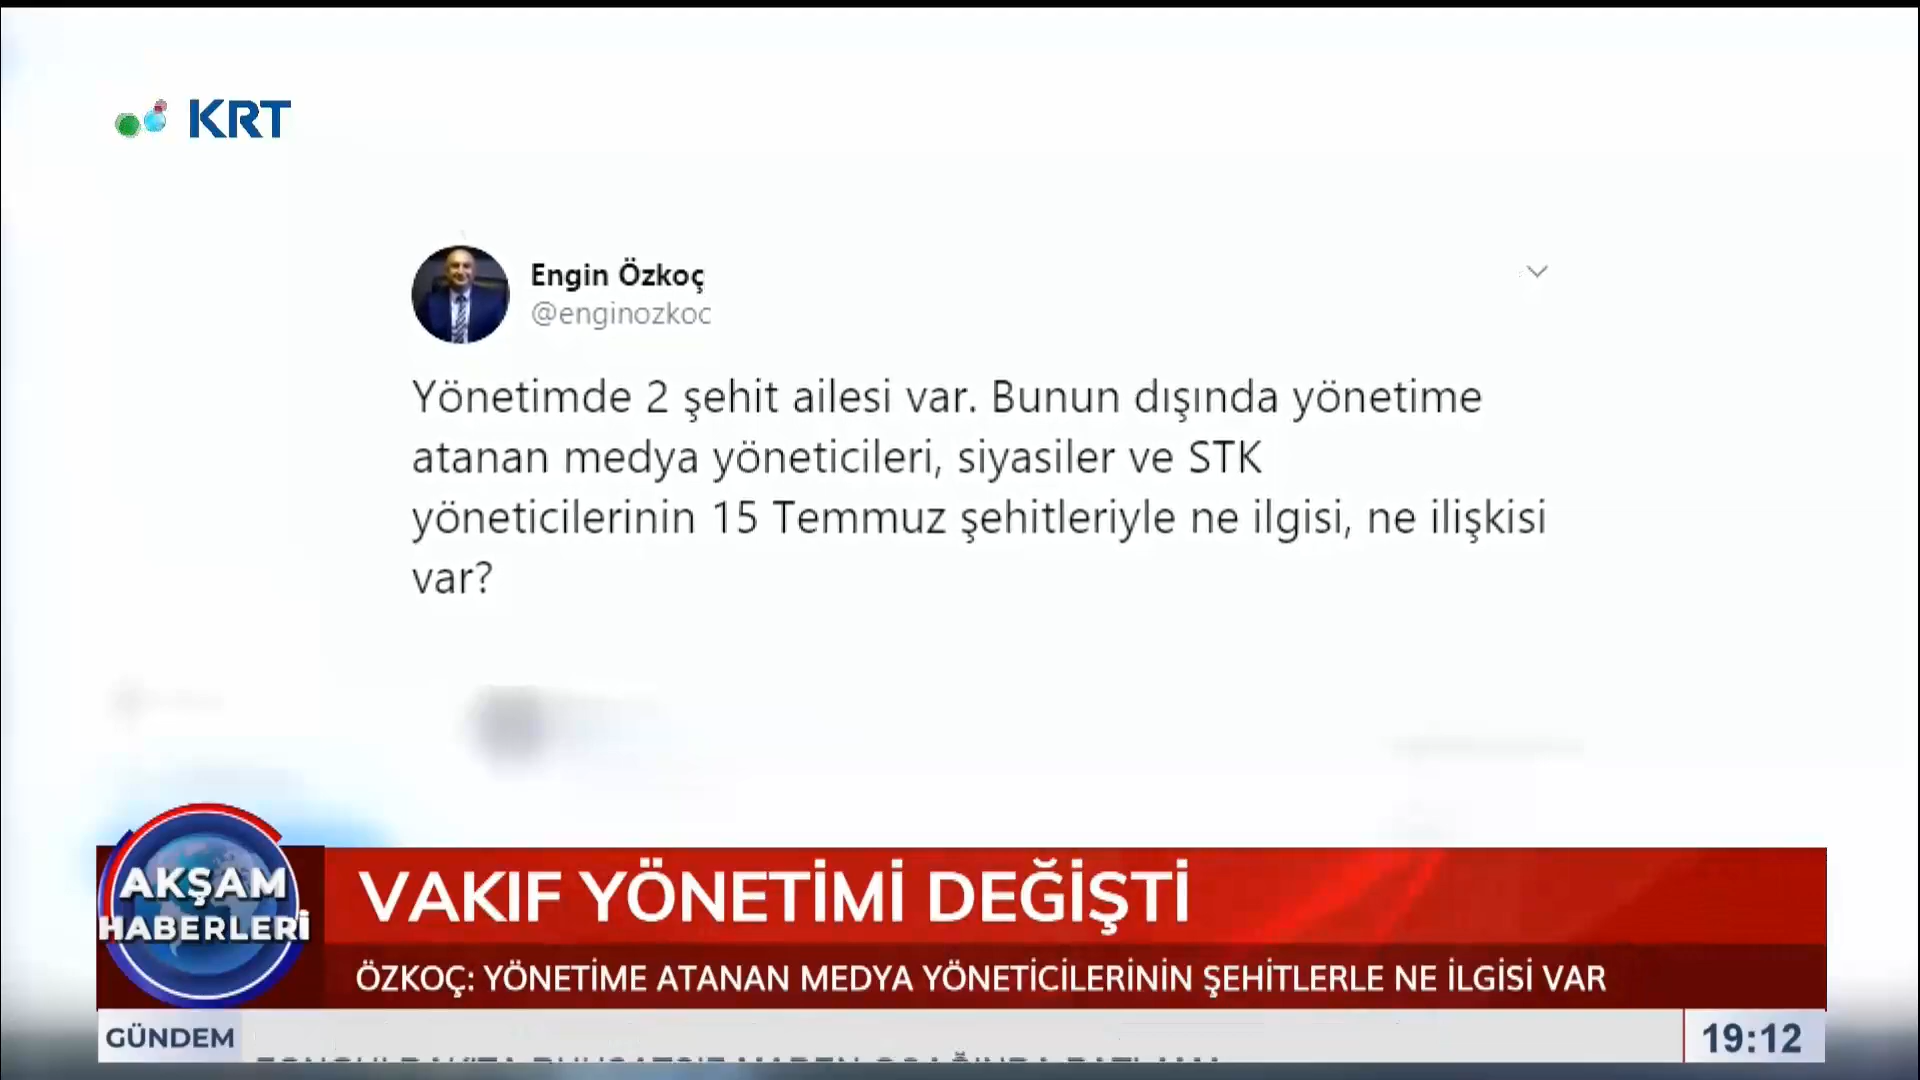 KRT
Engin Özkoç
@enginozkoc
Yönetimde 2 şehit ailesi var. Bunun dışında yönetime
atanan medya yöneticileri, siyasiler ve STK
yöneticilerinin 15 Temmuz şehitleriyle ne ilgisi, ne ilişkisi
var?
AKŞAM
HABERLERİ
VAKIF YÖNETİMİ DEĞİŞTİ
ÖZKOÇ: YÖNETİME ATANAN MEDYA YÖNETİCİLERİNİN ŞEHİTLERLE NE İLGİSİ VAR
GÜNDEM
19:12